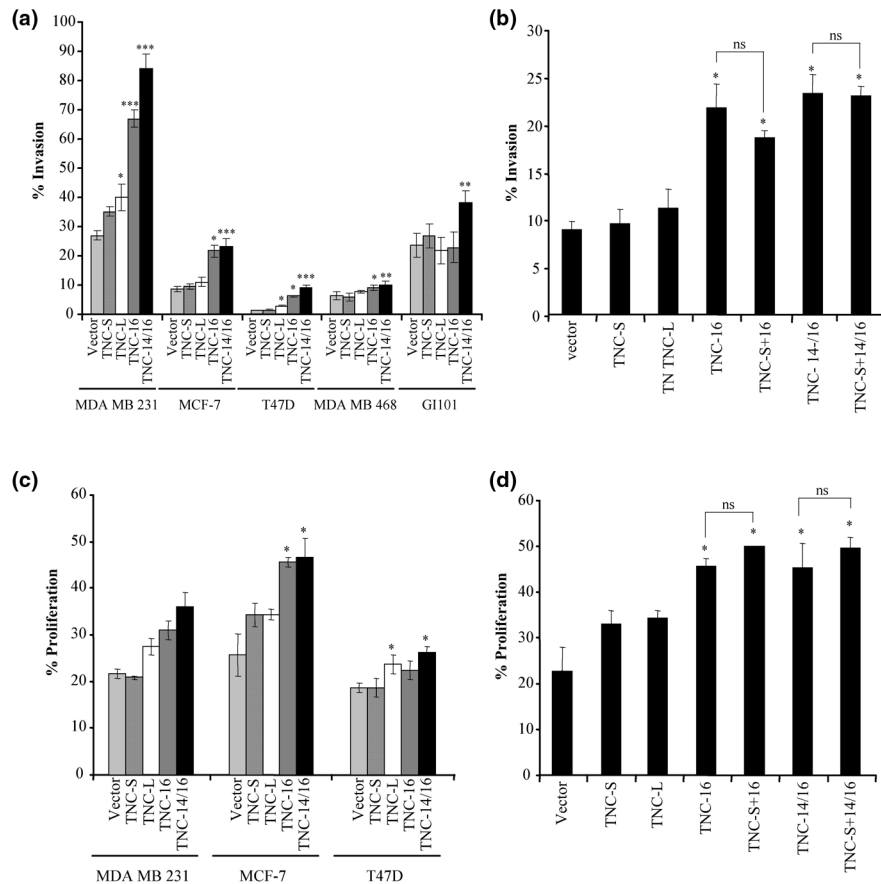 (a)
% Invasion
100
90
80
70
60
50
40
30
20
10
0
***
***
*
*
***
*
*
***
*
**
**
Vector
TNC-S
TNC-L
TNC-16
TNC-14/16
Vector
TNC-S
TNC-L
TNC-16
TNC-14/16
Vector
TNC-S
TNC-L
TNC-16
TNC-14/16
Vector
TNC-S
TNC-L
TNC-16
TNC-14/16
Vector
TNC-S
TNC-L
TNC-16
TNC-14/16
MDA MB 231
MCF-7
T47D
MDA MB 468
GI101
(b)
% Invasion
30
25
20
15
10
5
0
ns
ns
*
*
*
*
vector
TNC-S
TN TNC-L
TNC-16
TNC-S+16
TNC- 14-/16
TNC-S+14/16
(c)
% Proliferation
60
50
40
30
20
10
0
*
*
*
*
Vector
TNC-S
TNC-L
TNC-16
TNC-14/16
Vector
TNC-S
TNC-L
TNC-16
TNC-14/16
Vector
TNC-S
TNC-L
TNC-16
TNC-14/16
MDA MB 231
MCF-7
T47D
(d)
% Proliferation
60
50
40
30
20
10
0
ns
ns
*
*
*
*
Vector
TNC-S
TNC-L
TNC-16
TNC-S+16
TNC-14/16
TNC-S+14/16